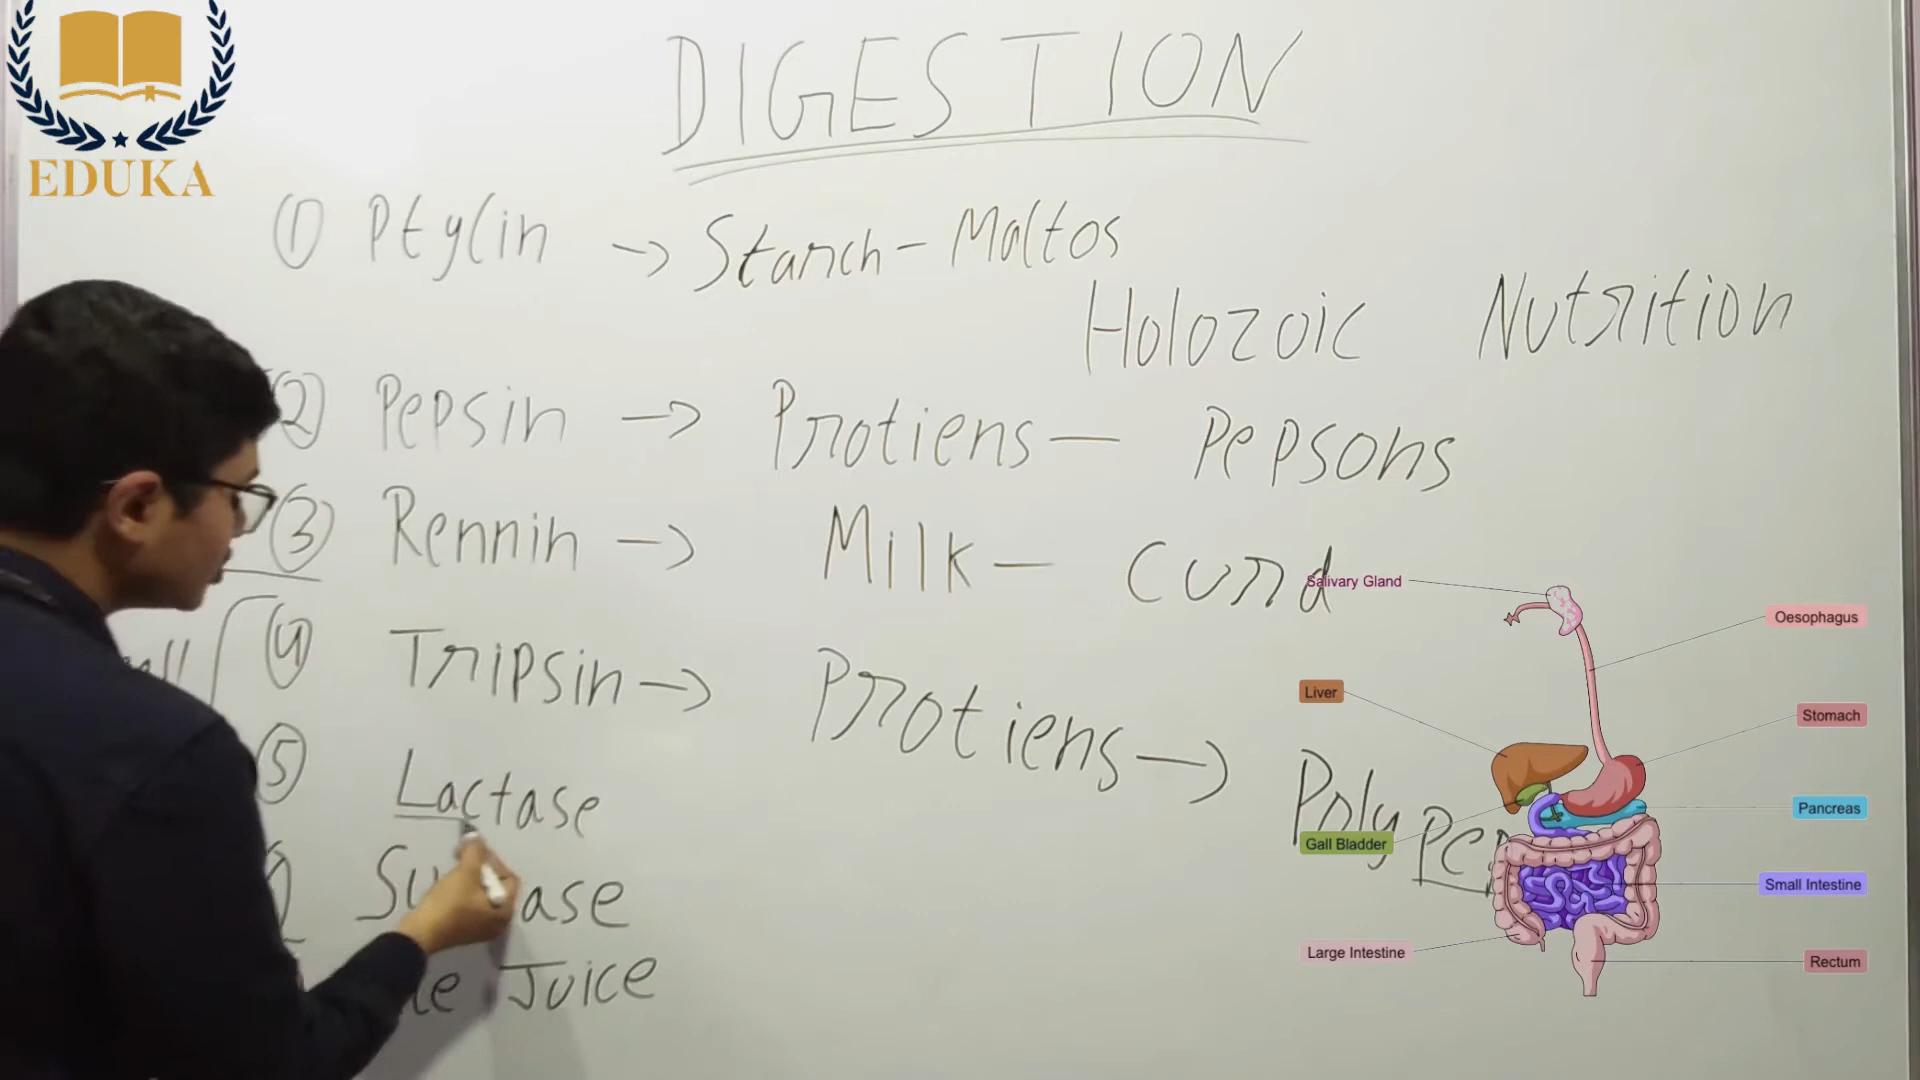 EDUKA
DIGESTION
① Ptylin → Starch - Maltos
Holozoic Nutrition
② Pepsin → Protiens — Pepsons
③ Rennin → Milk — Curd
Salivary Gland
Oesophagus
④ Tripsin → Protiens → Poly
Liver
Stomach
⑤ Lactase
Pancreas
Gall Bladder
Small Intestine
Large Intestine
Rectum
Juice